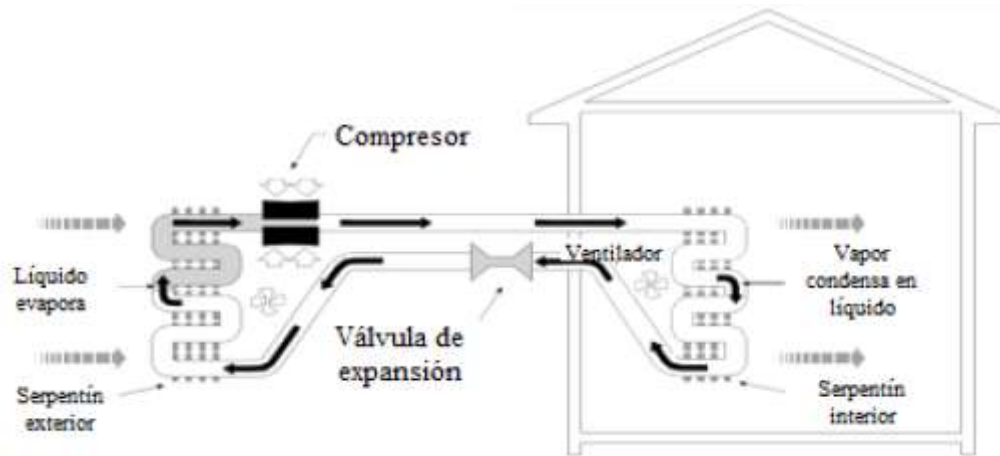 Compresor
Ventilador
Líquido
evapora
Vapor
condensa en
líquido
Válvula de
expansión
Serpentín
exterior
Serpentín
interior